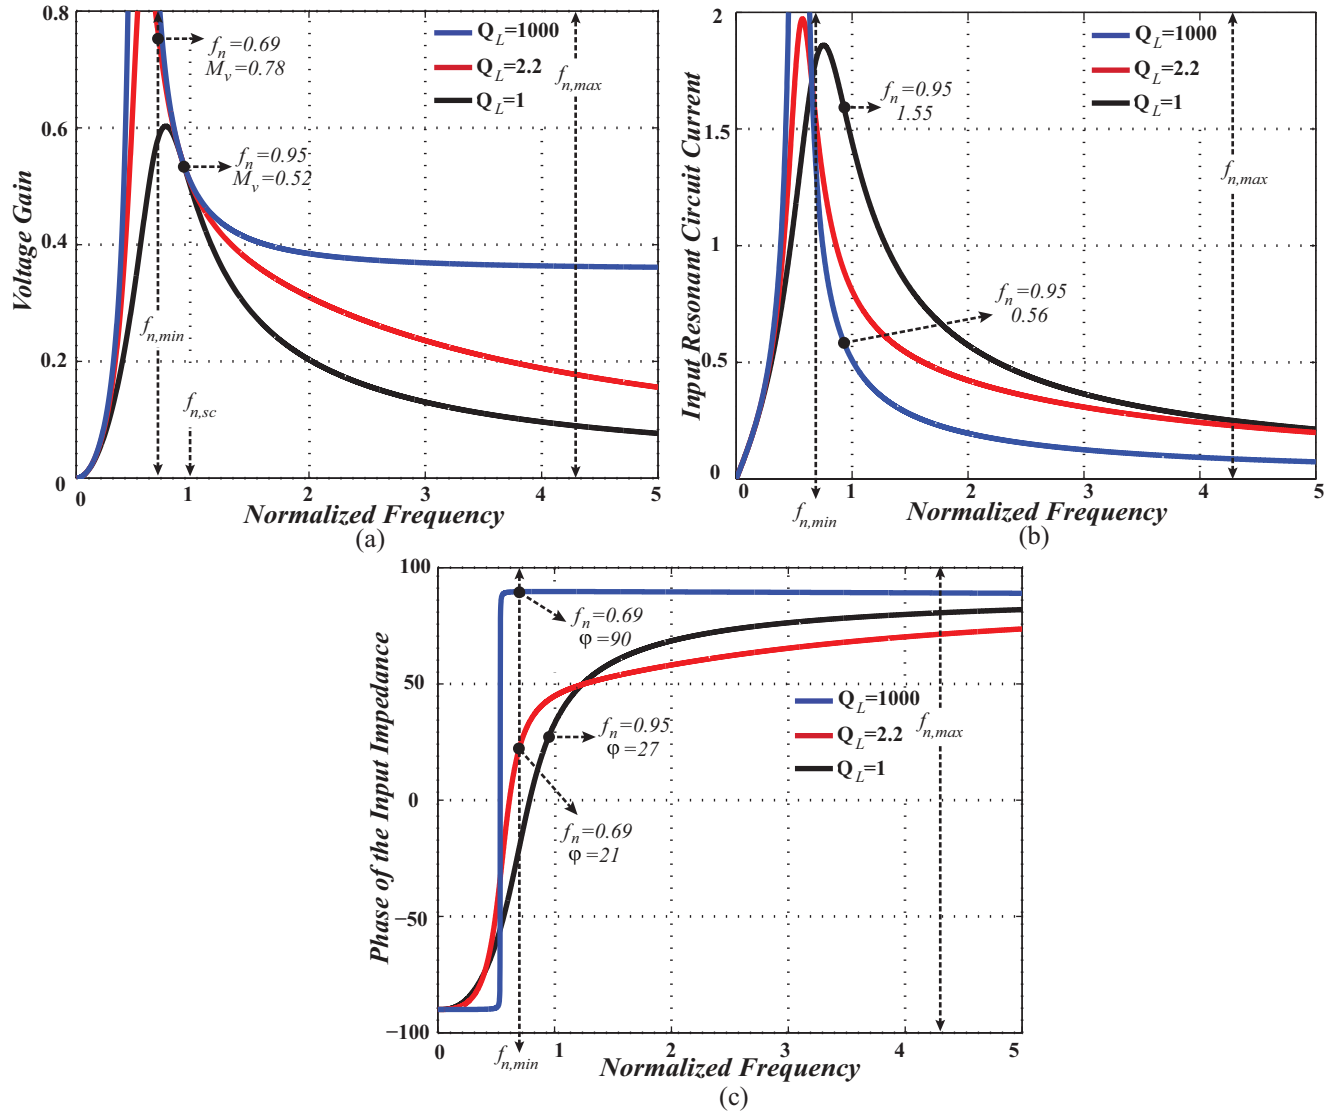 0.8
0.6
0.4
0.2
0
Voltage Gain
f_n=0.69
M_v=0.78
f_n=0.95
M_v=0.52
Q_L=1000
Q_L=2.2
Q_L=1
f_n,max
f_n,min
f_n,sc
0 1 2 3 4 5
Normalized Frequency
(a)
2
1.5
1
0.5
0
Input Resonant Circuit Current
Q_L=1000
Q_L=2.2
Q_L=1
f_n=0.95
1.55
f_n,max
f_n=0.95
0.56
0 1 2 3 4 5
f_n,min
Normalized Frequency
(b)
100
50
0
−50
−100
Phase of the Input Impedance
f_n=0.69
φ=90
f_n=0.95
φ=27
f_n=0.69
φ=21
Q_L=1000
Q_L=2.2
Q_L=1
f_n,max
0 1 2 3 4 5
f_n,min
Normalized Frequency
(c)